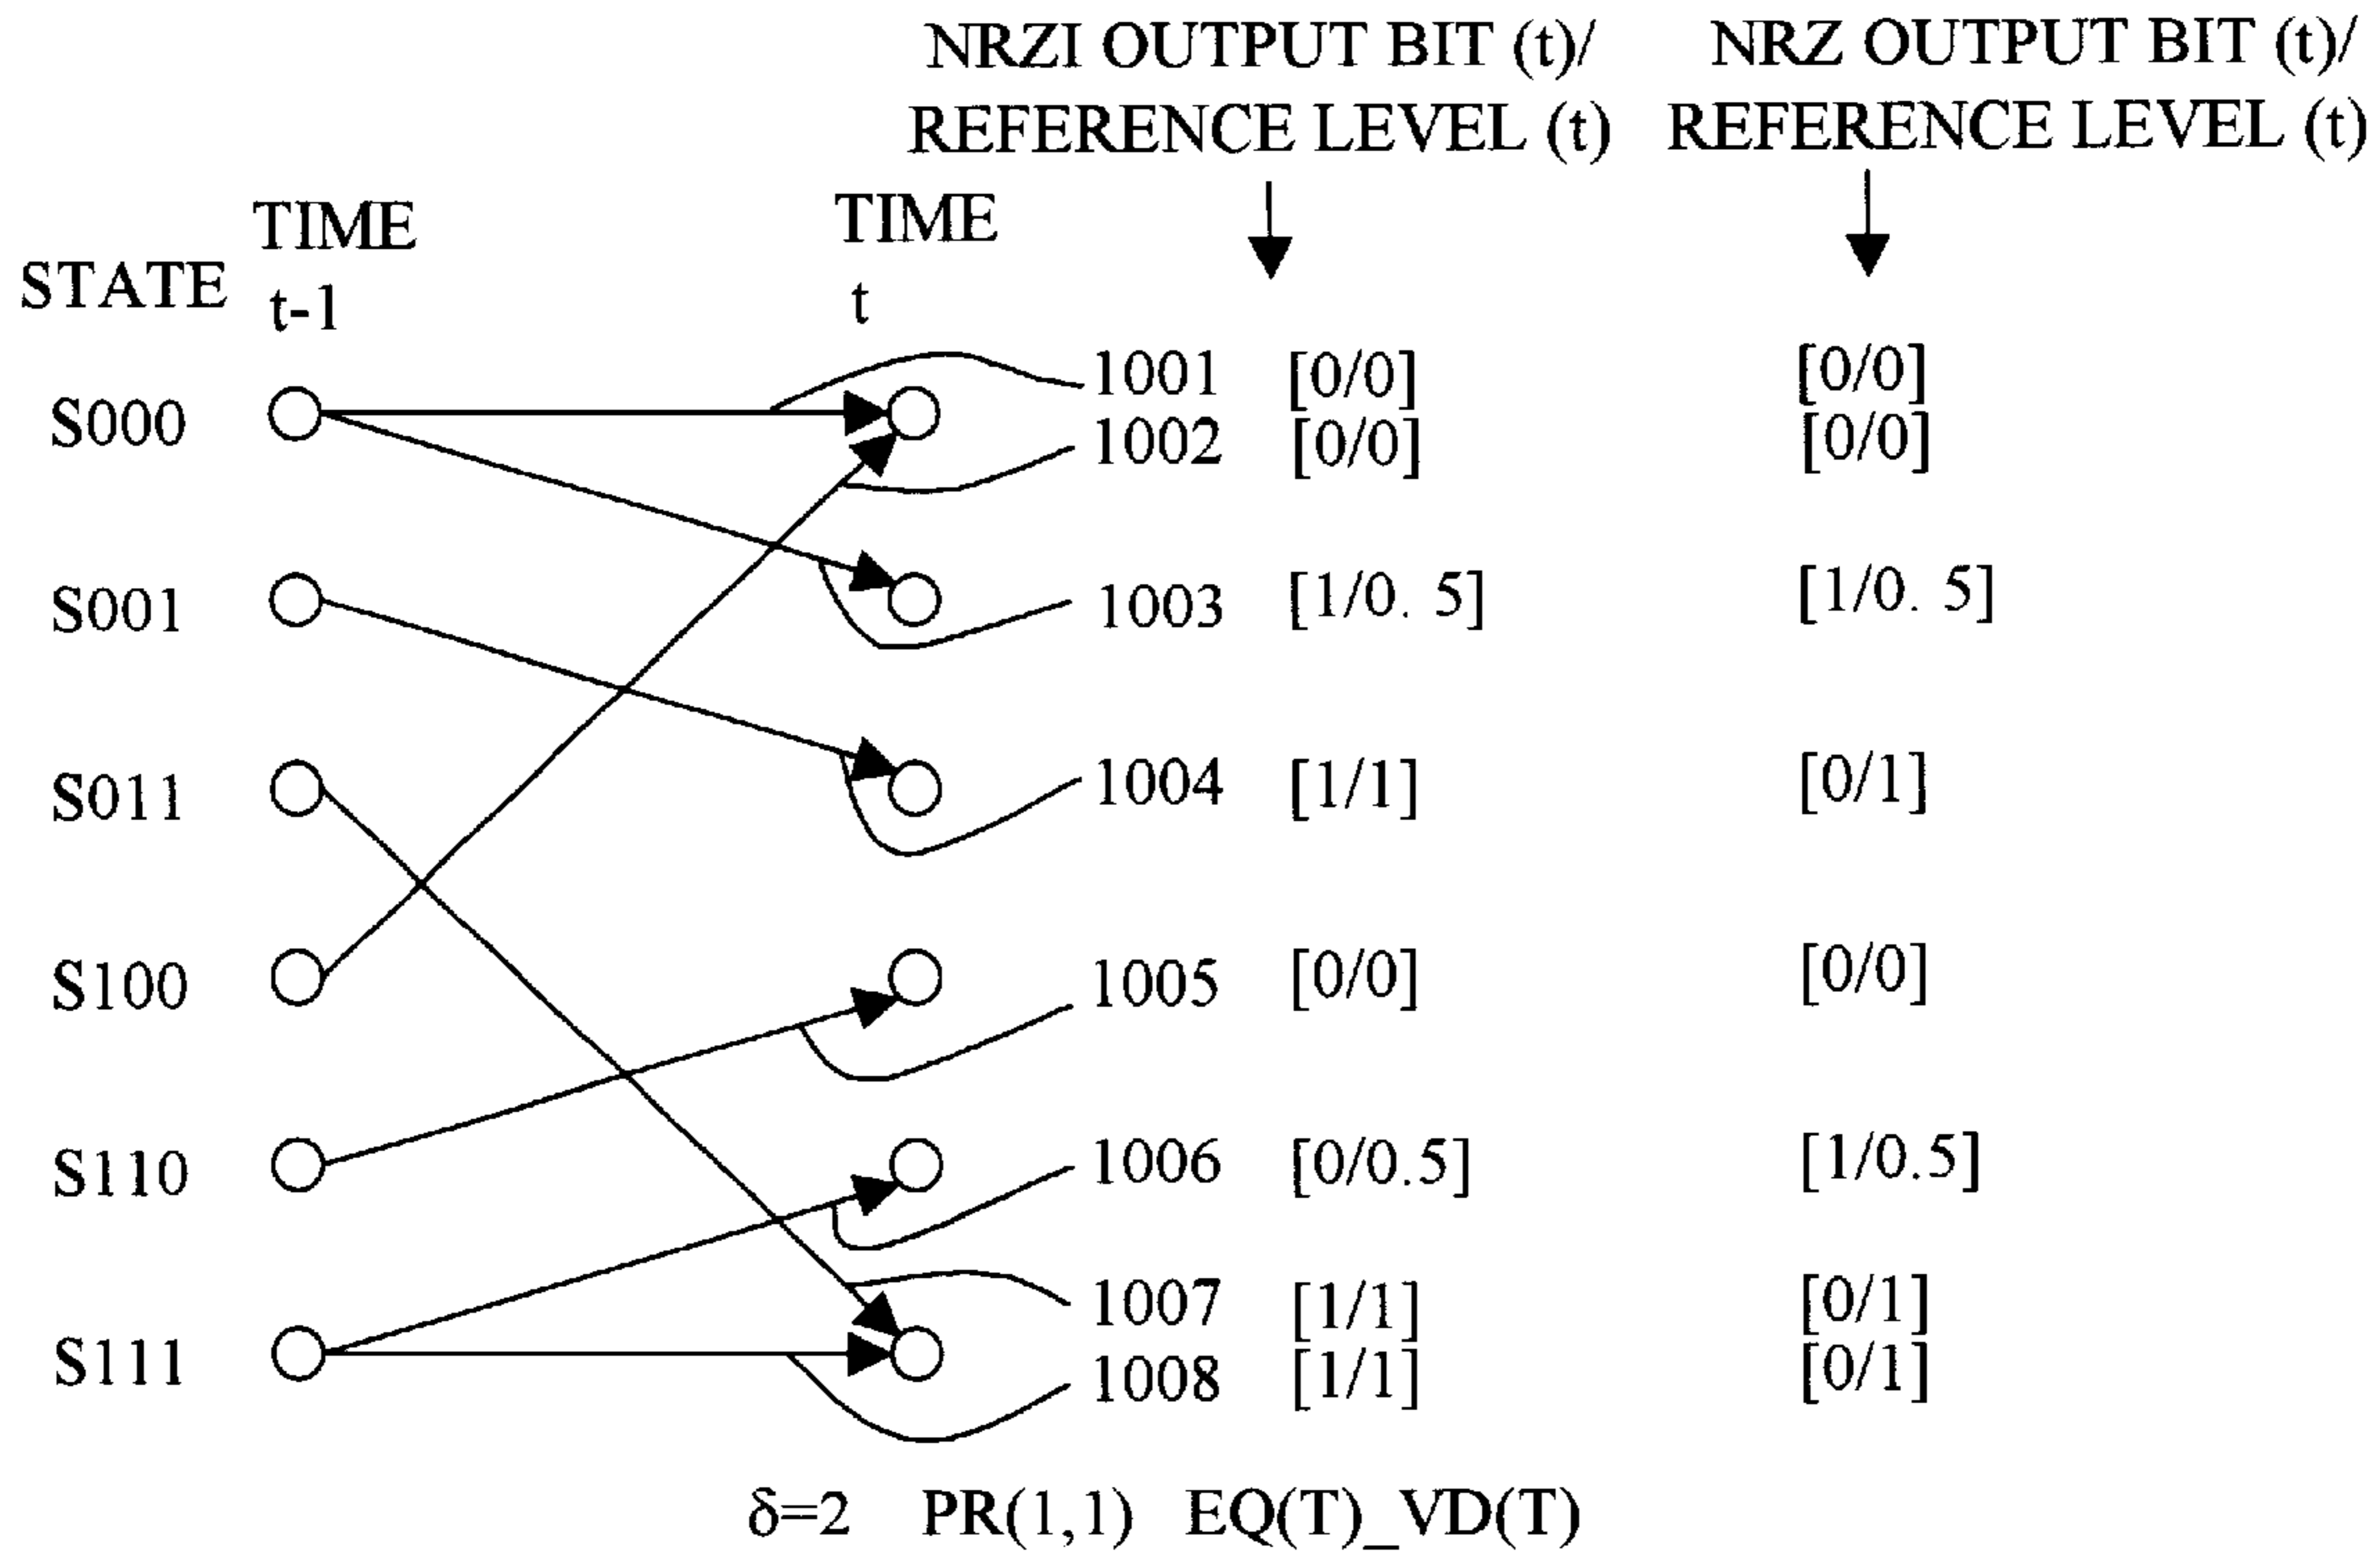 NRZI OUTPUT BIT (t)/ NRZ OUTPUT BIT (t)/
REFERENCE LEVEL (t) REFERENCE LEVEL (t)
TIME TIME
STATE t-1 t
1001 [0/0] [0/0]
S000
1002 [0/0] [0/0]
S001 1003 [1/0. 5] [1/0. 5]
S011 1004 [1/1] [0/1]
S100 1005 [0/0] [0/0]
S110 1006 [0/0.5] [1/0.5]
1007 [1/1] [0/1]
S111
1008 [1/1] [0/1]
δ=2 PR(1,1) EQ(T)_VD(T)